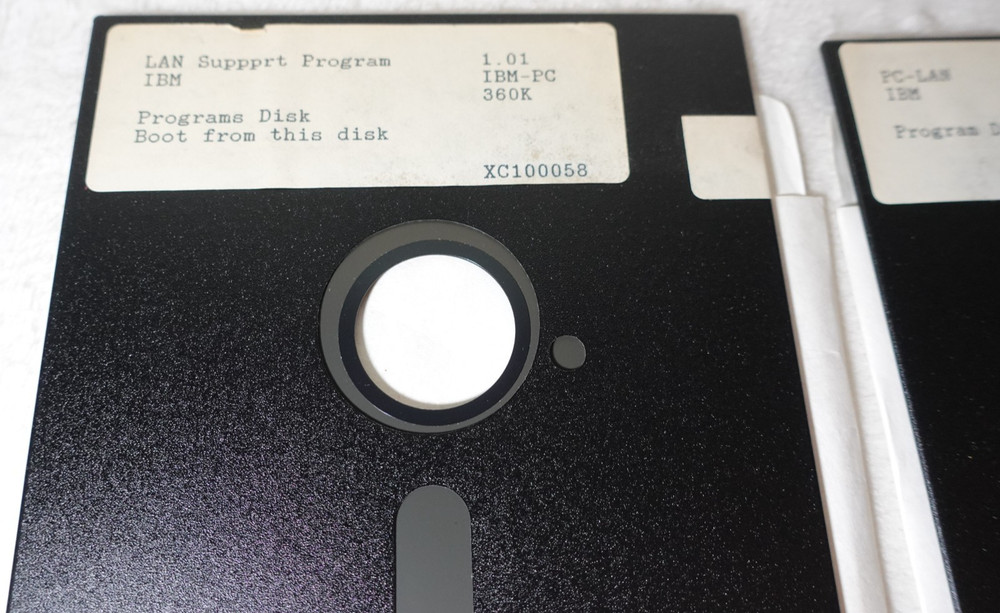 LAN Suppprt Program 1.01
IBM IBM-PC
360K
Programs Disk
Boot from this disk
XC100058
PC-LAN
IBM
Program